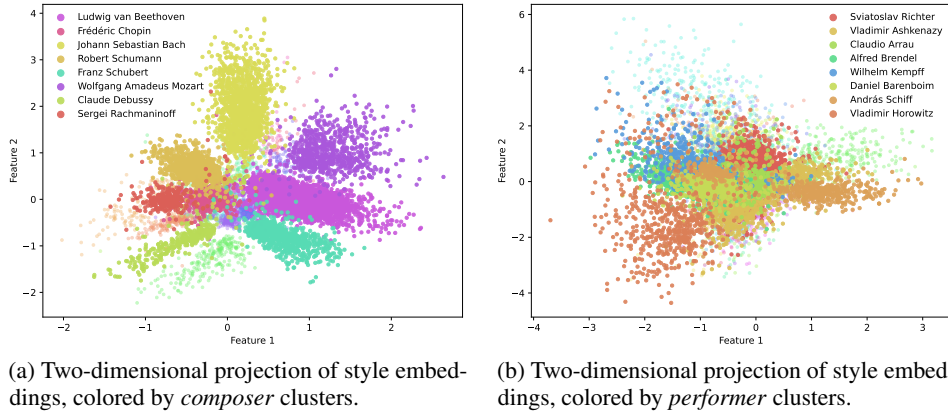 Ludwig van Beethoven
Frédéric Chopin
Johann Sebastian Bach
Robert Schumann
Franz Schubert
Wolfgang Amadeus Mozart
Claude Debussy
Sergei Rachmaninoff
Feature 2
4
3
2
1
0
−1
−2
−2
−1
0
1
2
Feature 1
(a) Two-dimensional projection of style embed-
dings, colored by composer clusters.
Sviatoslav Richter
Vladimir Ashkenazy
Claudio Arrau
Alfred Brendel
Wilhelm Kempff
Daniel Barenboim
András Schiff
Vladimir Horowitz
Feature 2
6
4
2
0
−2
−4
−4
−3
−2
−1
0
1
2
3
Feature 1
(b) Two-dimensional projection of style embed
dings, colored by performer clusters.